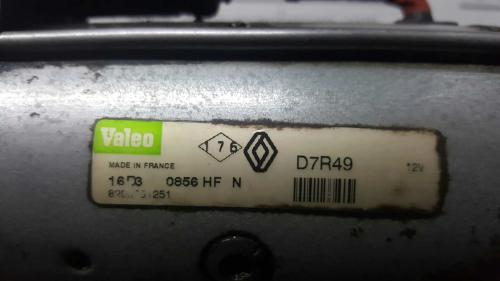 Valeo
176
D7R49
12V
MADE IN FRANCE
0856 HF N